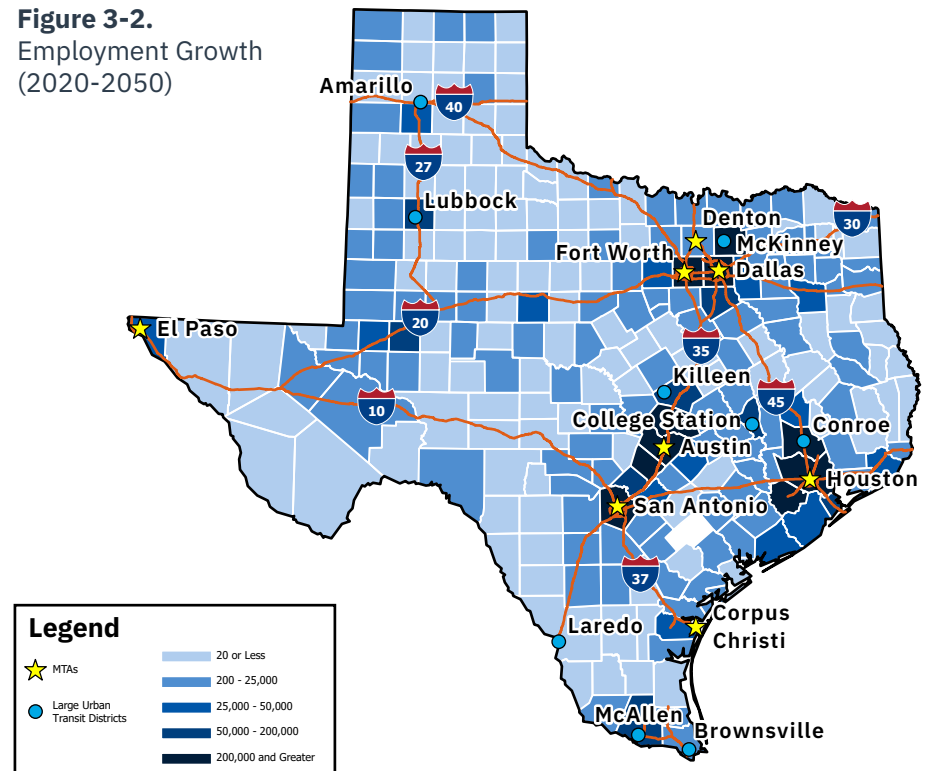 Figure 3-2.
Employment Growth
(2020-2050)
Amarillo
40
27
Lubbock
Denton
30
McKinney
Fort Worth
Dallas
20
El Paso
35
Killeen
10
45
College Station
Conroe
Austin
Houston
San Antonio
37
Corpus
Christi
Laredo
McAllen
Brownsville
Legend
MTAs
Large Urban
Transit Districts
20 or Less
200 - 25,000
25,000 - 50,000
50,000 - 200,000
200,000 and Greater